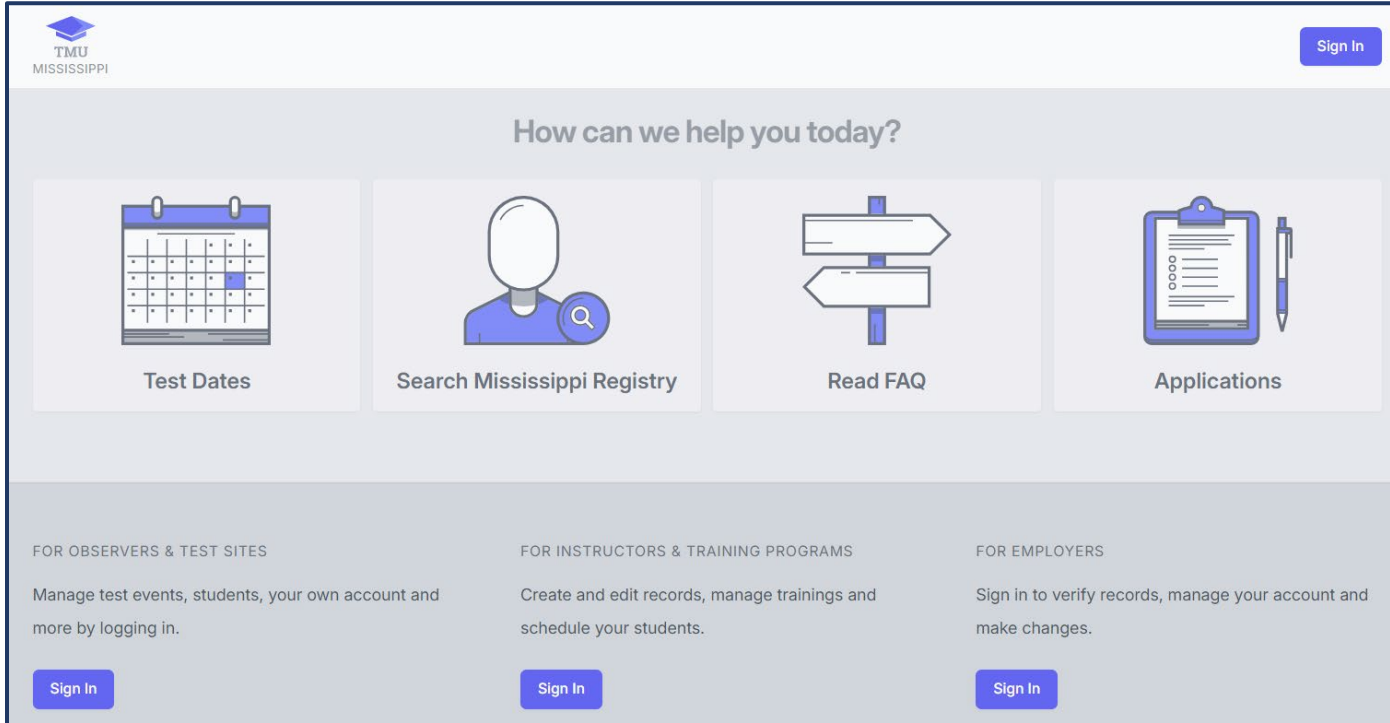 TMU
MISSISSIPPI
Sign In
How can we help you today?
Test Dates
Search Mississippi Registry
Read FAQ
Applications
FOR OBSERVERS & TEST SITES
Manage test events, students, your own account and
more by logging in.
Sign In
FOR INSTRUCTORS & TRAINING PROGRAMS
Create and edit records, manage trainings and
schedule your students.
Sign In
FOR EMPLOYERS
Sign in to verify records, manage your account and
make changes.
Sign In